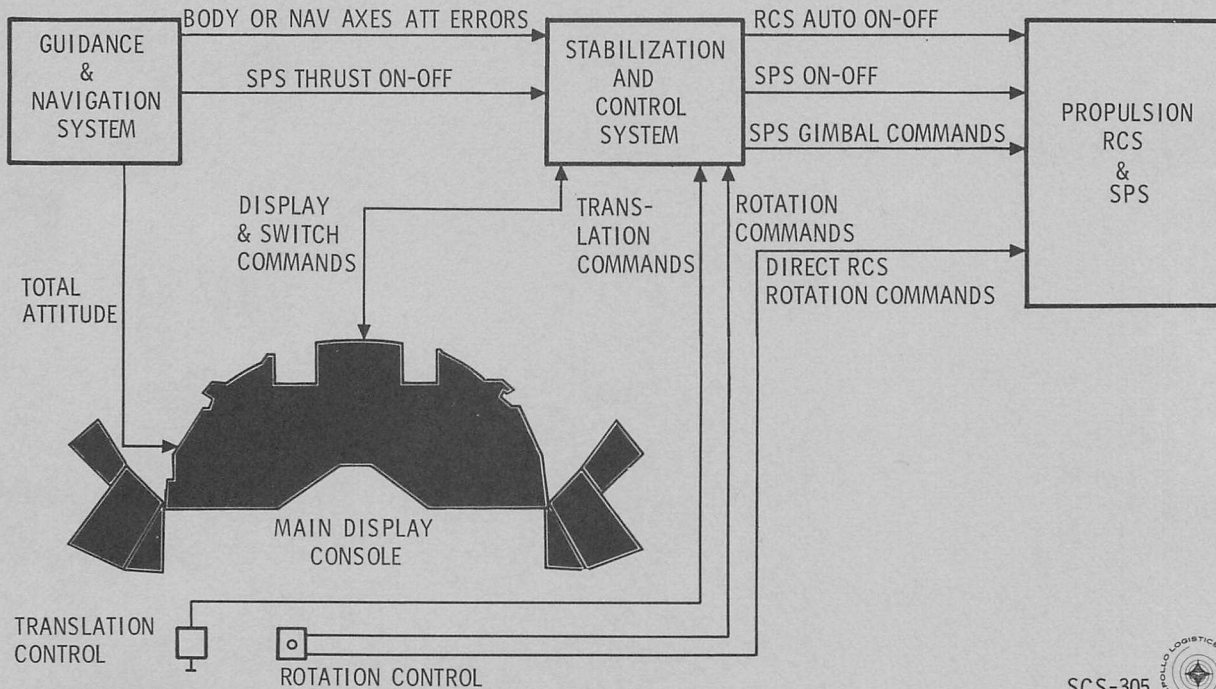 BODY OR NAV AXES ATT ERRORS
RCS AUTO ON-OFF
GUIDANCE
&
NAVIGATION
SYSTEM
SPS THRUST ON-OFF
STABILIZATION
AND
CONTROL
SYSTEM
SPS ON-OFF
SPS GIMBAL COMMANDS
PROPULSION
RCS
&
SPS
DISPLAY
& SWITCH
COMMANDS
TRANS-
LATION
COMMANDS
ROTATION
COMMANDS
DIRECT RCS
ROTATION COMMANDS
TOTAL
ATTITUDE
MAIN DISPLAY
CONSOLE
TRANSLATION
CONTROL
ROTATION CONTROL
SCS-305
APOLLO LOGISTICS